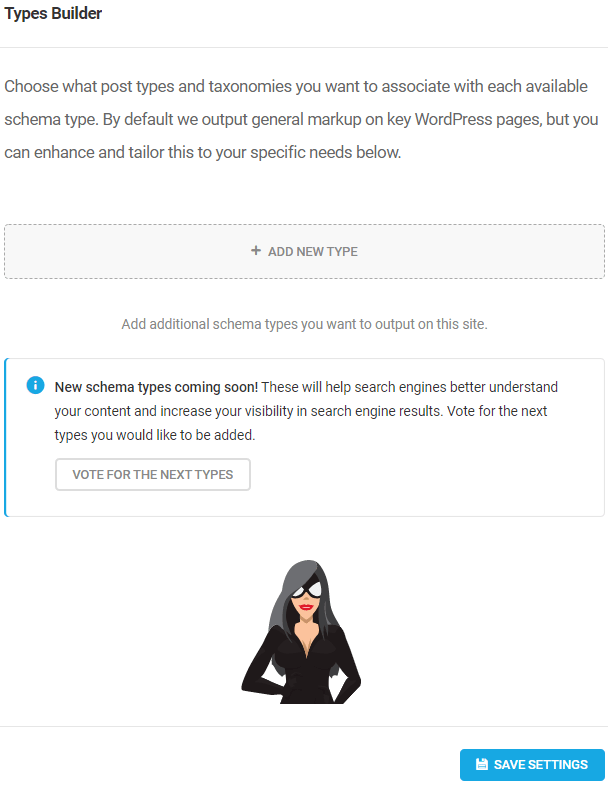 Types Builder
Choose what post types and taxonomies you want to associate with each available
schema type. By default we output general markup on key WordPress pages, but you
can enhance and tailor this to your specific needs below.
+ ADD NEW TYPE
Add additional schema types you want to output on this site.
New schema types coming soon! These will help search engines better understand
your content and increase your visibility in search engine results. Vote for the next
types you would like to be added.
VOTE FOR THE NEXT TYPES
SAVE SETTINGS